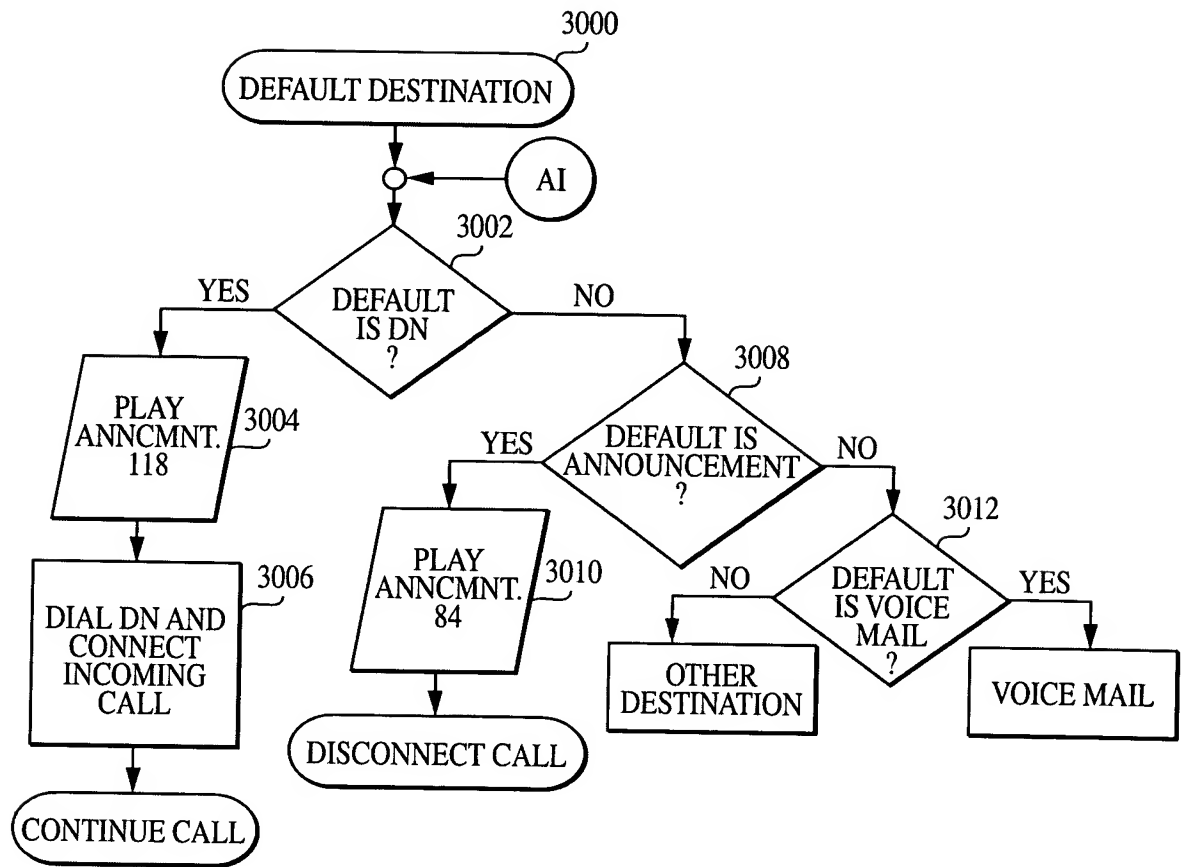 3000
DEFAULT DESTINATION
AI
3002
YES
DEFAULT
IS DN
?
NO
3008
PLAY
ANNCMNT.
118
3004
YES
DEFAULT IS
ANNOUNCEMENT
?
NO
3012
PLAY
ANNCMNT.
84
3010
NO
DEFAULT
IS VOICE
MAIL
?
YES
3006
DIAL DN AND
CONNECT
INCOMING
CALL
OTHER
DESTINATION
VOICE MAIL
DISCONNECT CALL
CONTINUE CALL